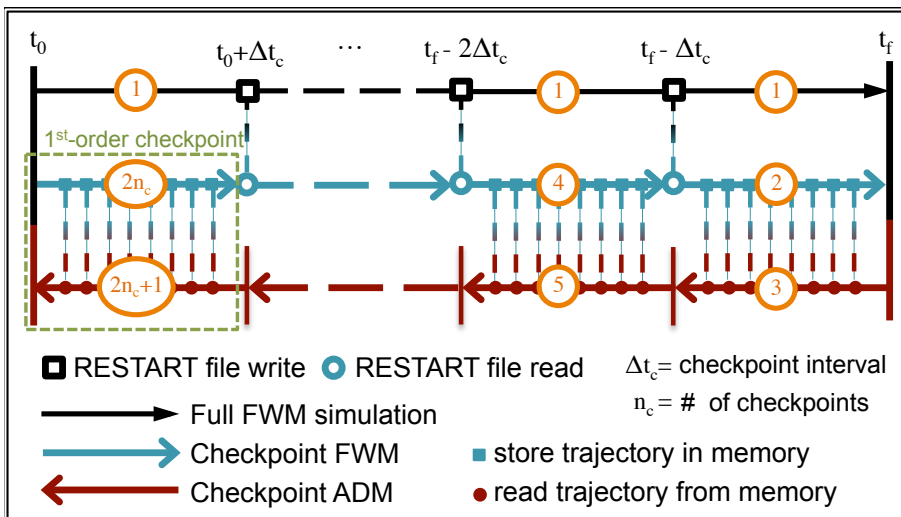 t0 t0+Δtc ... tf - 2Δtc tf - Δtc tf
1 1 1
1st-order checkpoint
2nc 4 2
2nc+1 5 3
RESTART file write RESTART file read Δtc= checkpoint interval
nc = # of checkpoints
Full FWM simulation
Checkpoint FWM store trajectory in memory
Checkpoint ADM read trajectory from memory